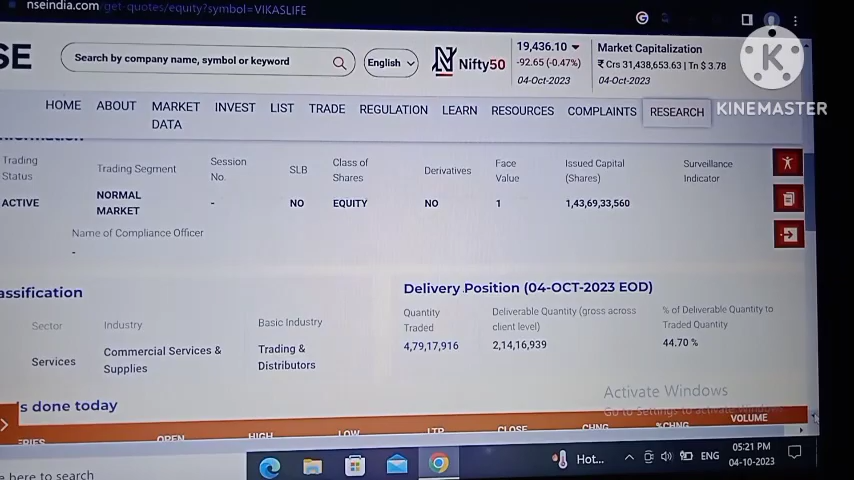 nseindia.com get-quotes/equity?symbol=VIKASLIFE
SE
Search by company name, symbol or keyword
English
Nifty50
19,436.10
-92.65 (-0.47%)
04-Oct-2023
Market Capitalization
₹ Crs 31,438,653.63 | Tn $ 3.78
04-Oct-2023
K
KINEMASTER
HOME ABOUT MARKET DATA INVEST LIST TRADE REGULATION LEARN RESOURCES COMPLAINTS RESEARCH
Trading Status
Trading Segment
Session No.
SLB
Class of Shares
Derivatives
Face Value
Issued Capital (Shares)
Surveillance Indicator
ACTIVE
NORMAL MARKET
-
NO
EQUITY
NO
1
1,43,69,33,560
Name of Compliance Officer
-
assification
Sector
Industry
Basic Industry
Services
Commercial Services & Supplies
Trading & Distributors
Delivery Position (04-OCT-2023 EOD)
Quantity Traded
Deliverable Quantity (gross across client level)
% of Deliverable Quantity to Traded Quantity
4,79,17,916
2,14,16,939
44.70 %
's done today
OPEN HIGH LOW LTP CLOSE CHNG %CHNG VOLUME
Activate Windows
Go to Settings to activate Windows.
e here to search
Hot...
ENG
05:21 PM
04-10-2023